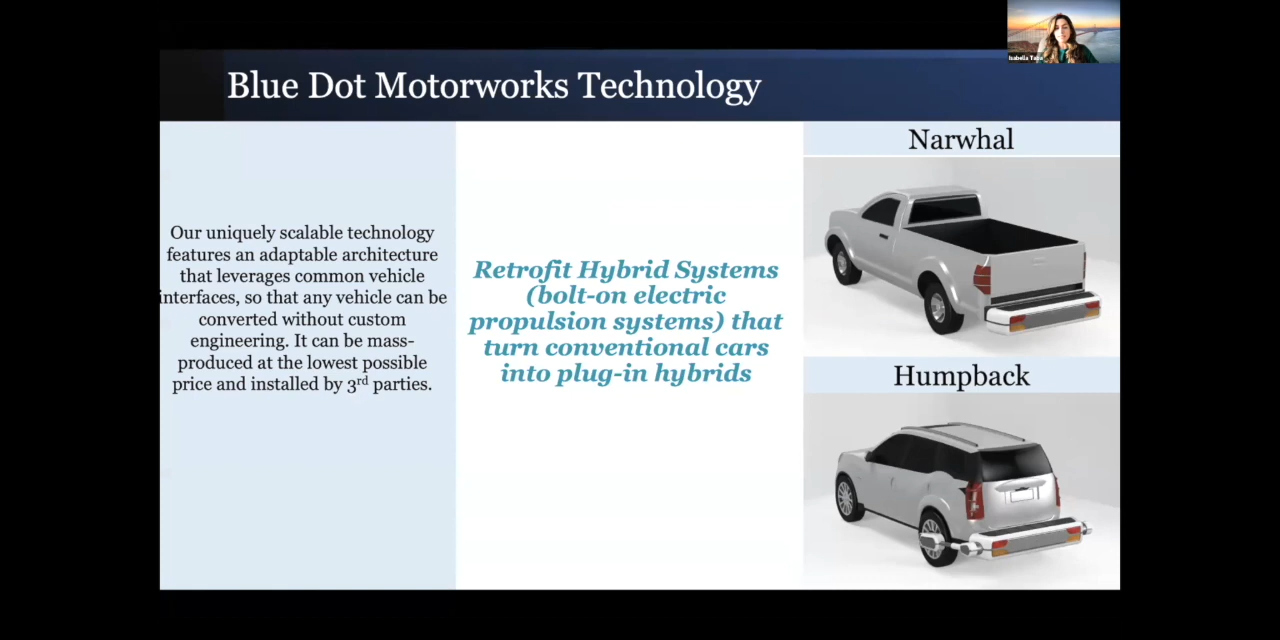 Isabella
Blue Dot Motorworks Technology
Our uniquely scalable technology
features an adaptable architecture
that leverages common vehicle
interfaces, so that any vehicle can be
converted without custom
engineering. It can be mass-
produced at the lowest possible
price and installed by 3rd parties.
Retrofit Hybrid Systems
(bolt-on electric
propulsion systems) that
turn conventional cars
into plug-in hybrids
Narwhal
Humpback